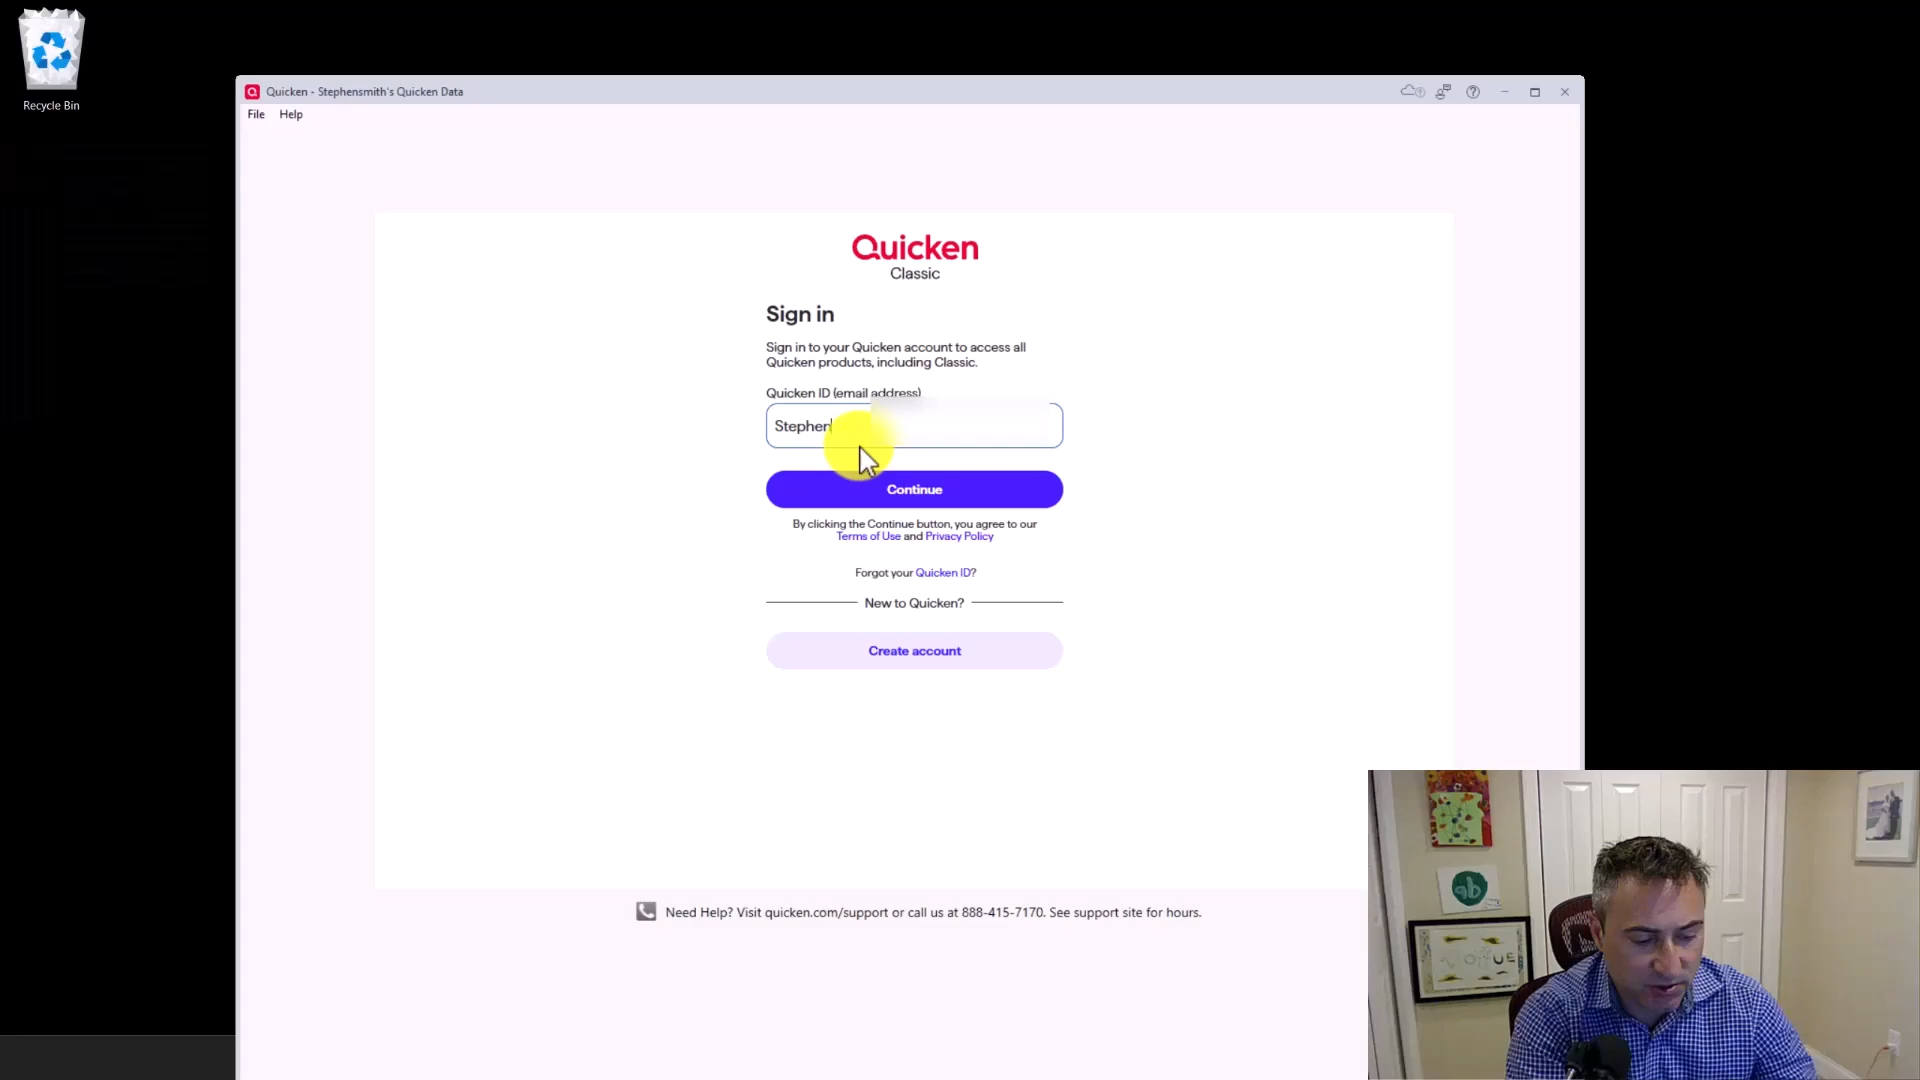 Recycle Bin
Quicken - Stephensmith's Quicken Data
File Help
Quicken
Classic
Sign in
Sign in to your Quicken account to access all
Quicken products, including Classic.
Quicken ID (email address)
Stephen
Continue
By clicking the Continue button, you agree to our
Terms of Use and Privacy Policy
Forgot your Quicken ID?
New to Quicken?
Create account
Need Help? Visit quicken.com/support or call us at 888-415-7170. See support site for hours.
qb